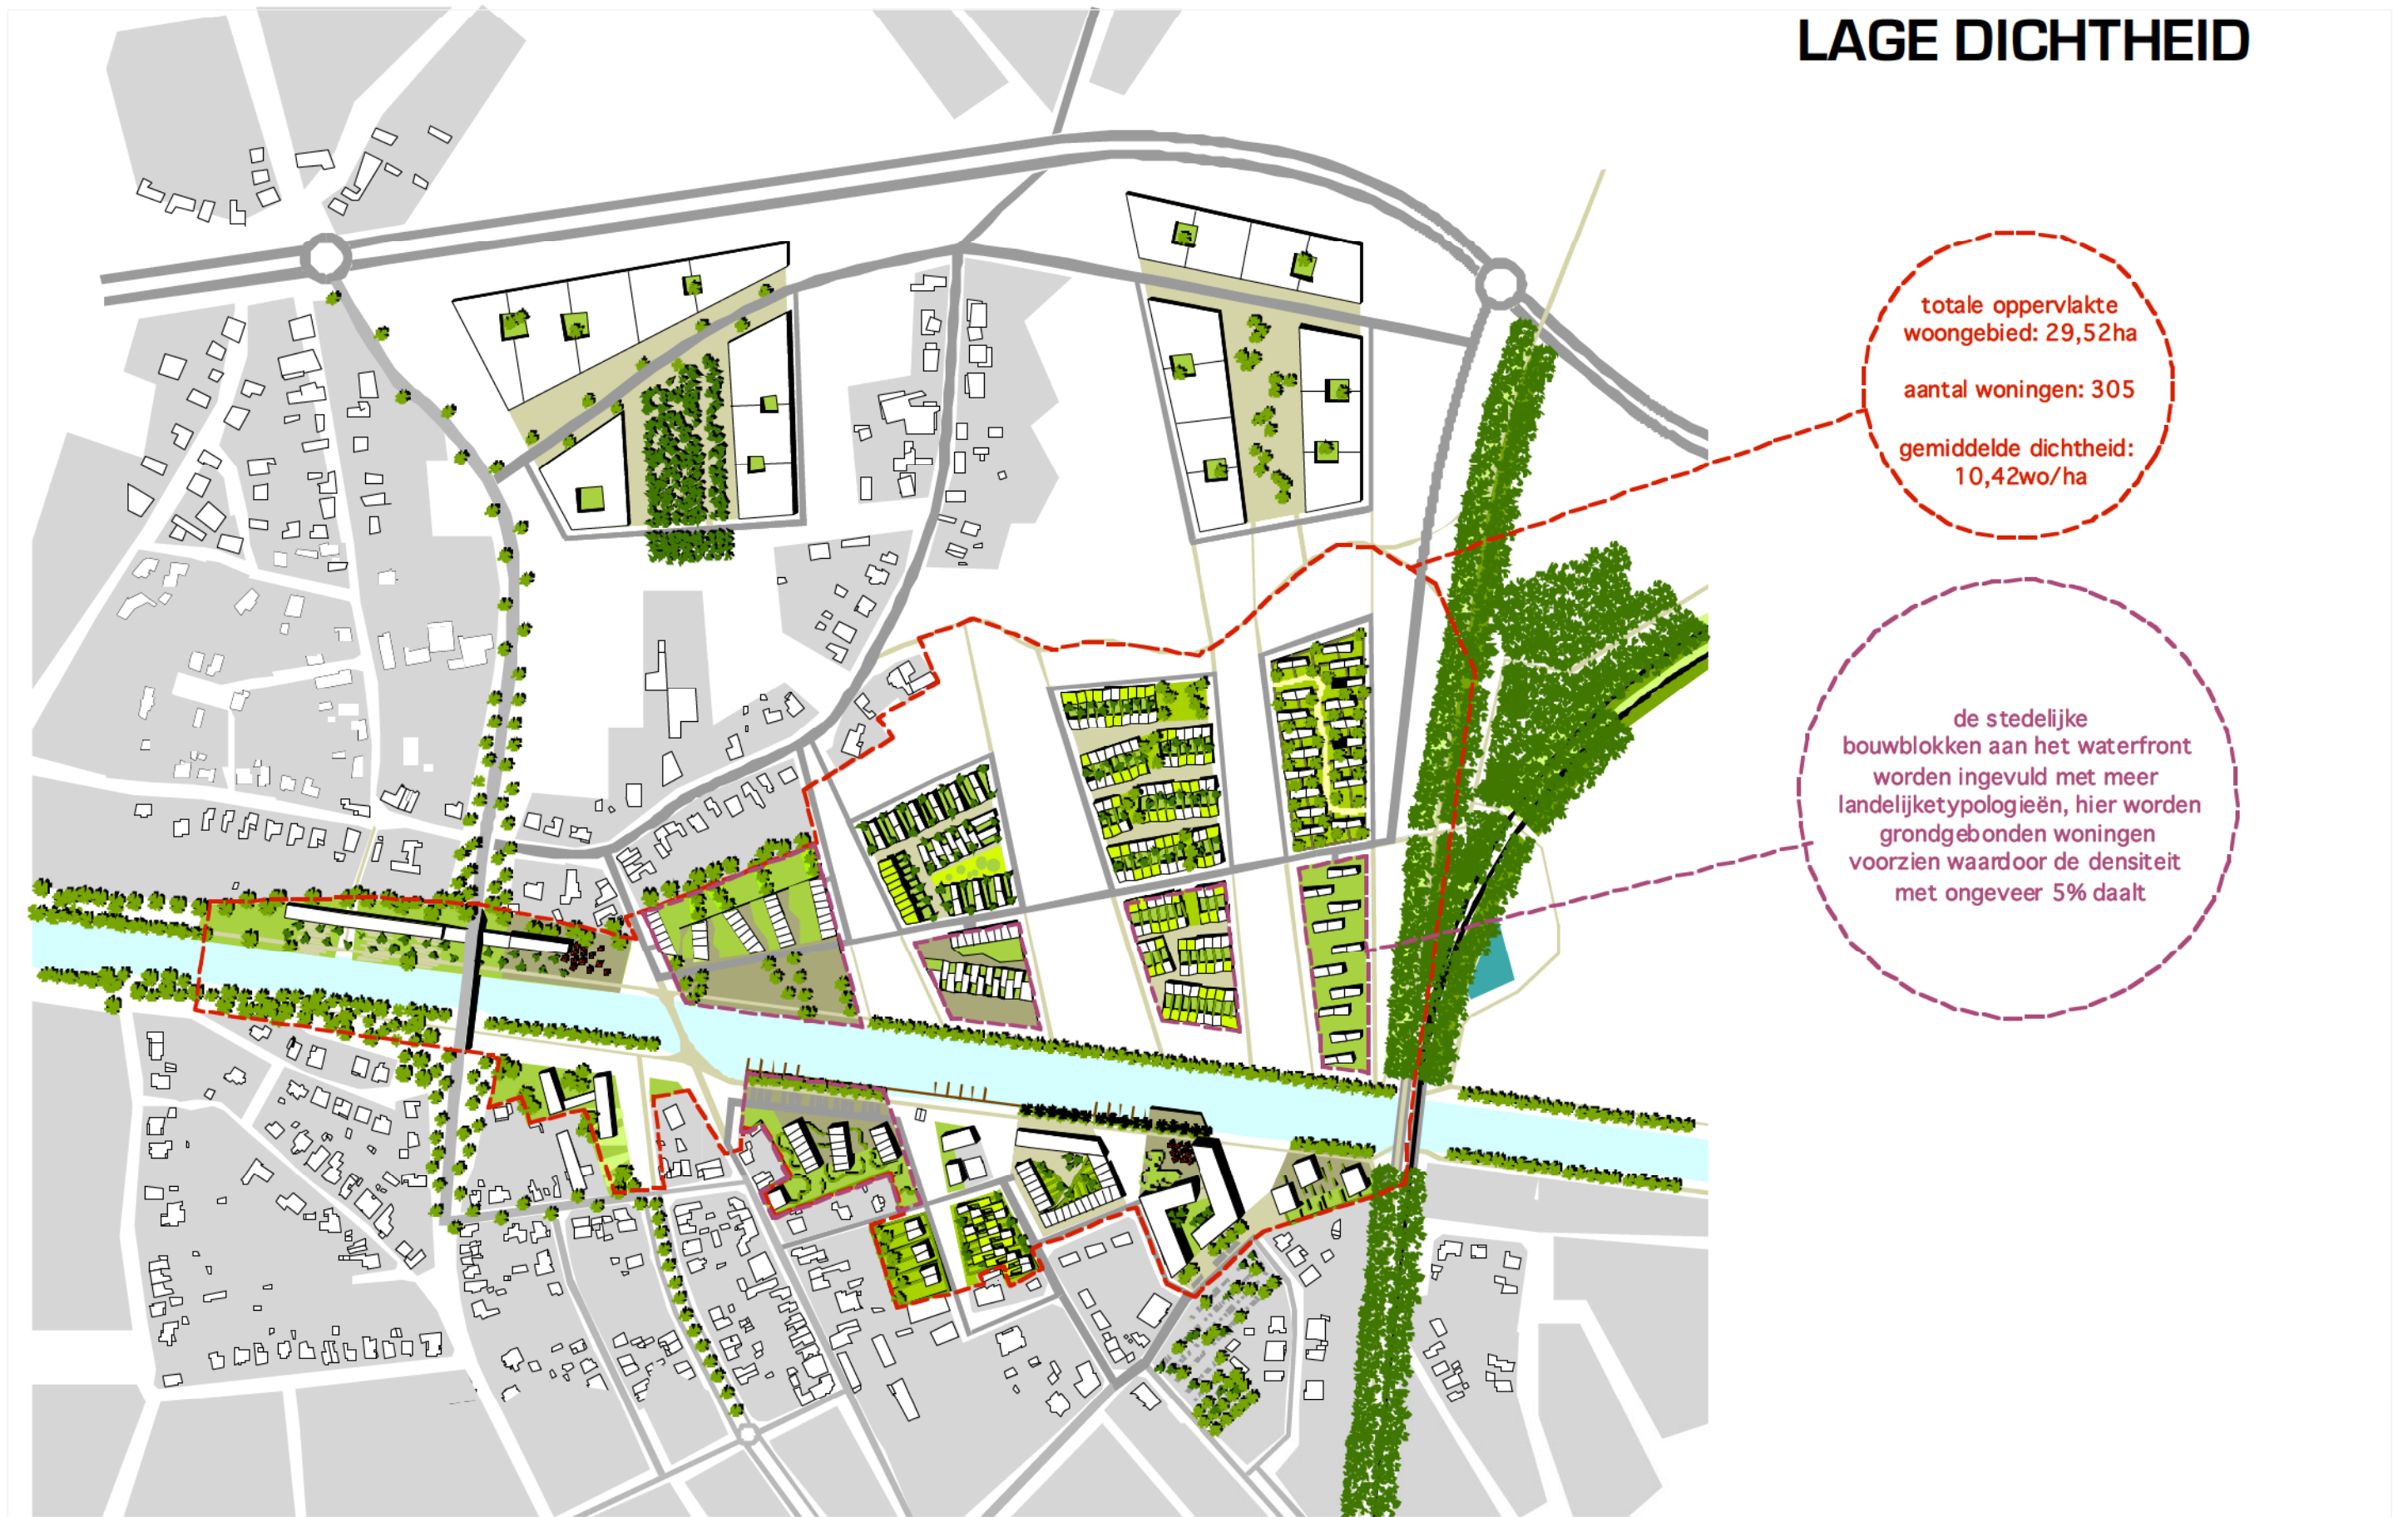 LAGE DICHTHEID
totale oppervlakte
woongebied: 29,52ha
aantal woningen: 305
gemiddelde dichtheid:
10,42wo/ha
de stedelijke
bouwblokken aan het waterfront
worden ingevuld met meer
landelijketypologieën, hier worden
grondgebonden woningen
voorzien waardoor de densiteit
met ongeveer 5% daalt